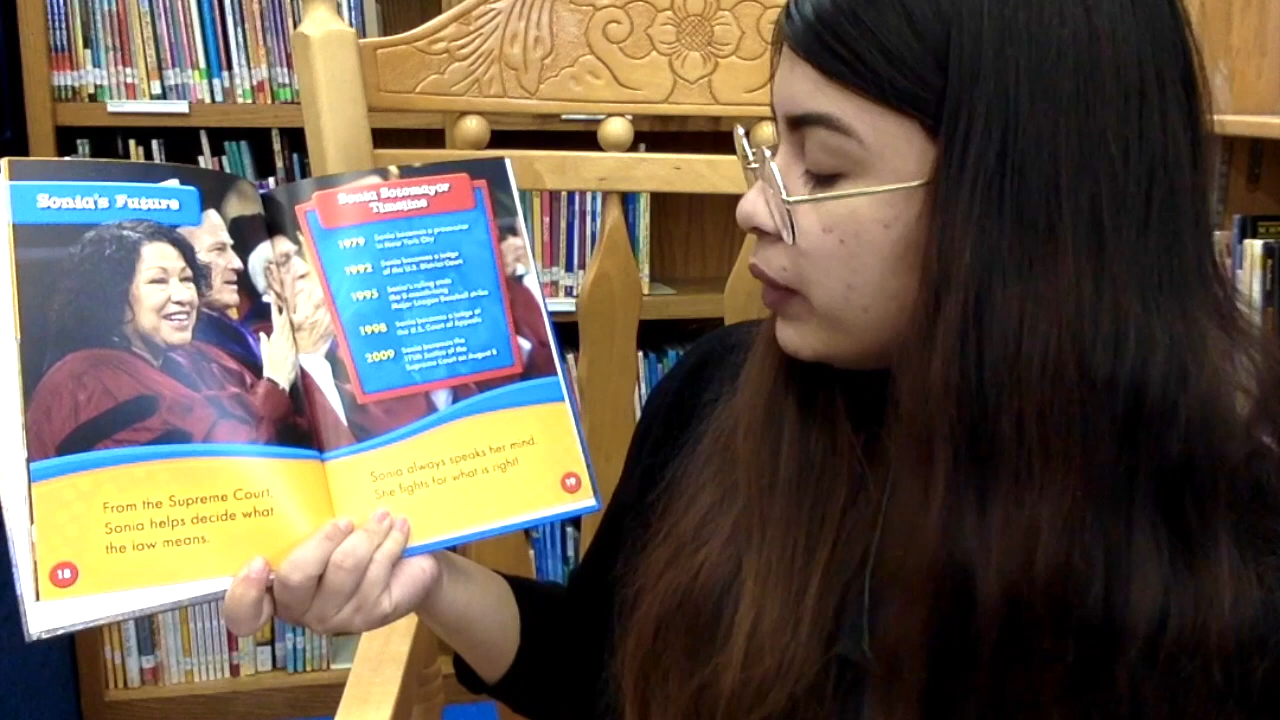 Sonia's Future
From the Supreme Court,
Sonia helps decide what
the law means.
18
Sonia Sotomayor
Timeline
1979 Sonia becomes a prosecutor
in New York City
1992 Sonia becomes a judge
of the U.S. District Court
1995 Sonia's ruling ends
the 8-month-long
Major League Baseball strike
1998 Sonia becomes a judge of
the U.S. Court of Appeals
2009 Sonia becomes the
111th Justice of the
Supreme Court on August 8
Sonia always speaks her mind.
She fights for what is right!
19